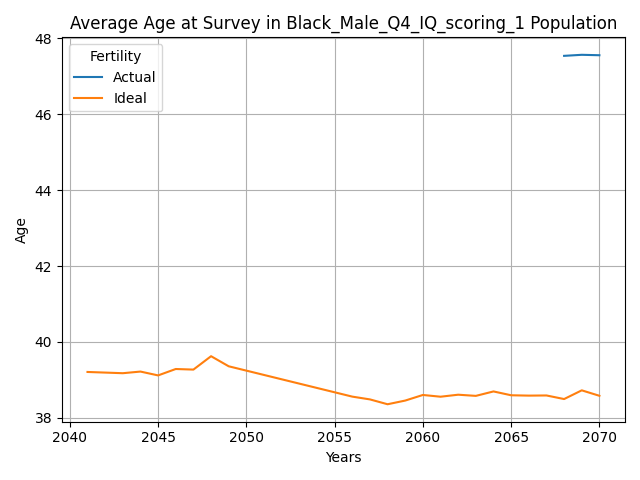 Average Age at Survey in Black_Male_Q4_IQ_scoring_1 Population
Fertility
Actual
Ideal
48
46
44
42
40
38
Age
2040 2045 2050 2055 2060 2065 2070
Years